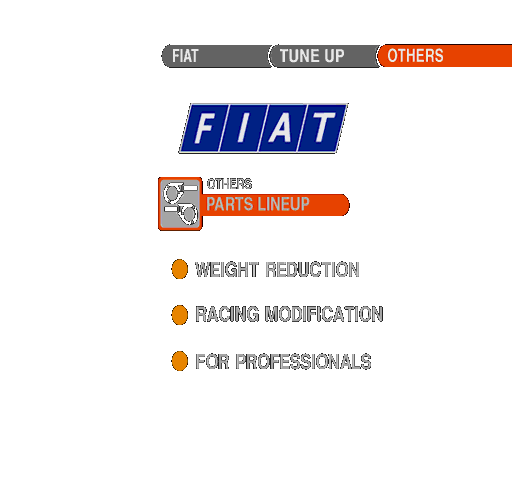 FIAT TUNE UP OTHERS
FIAT
OTHERS
PARTS LINEUP
WEIGHT REDUCTION
RACING MODIFICATION
FOR PROFESSIONALS